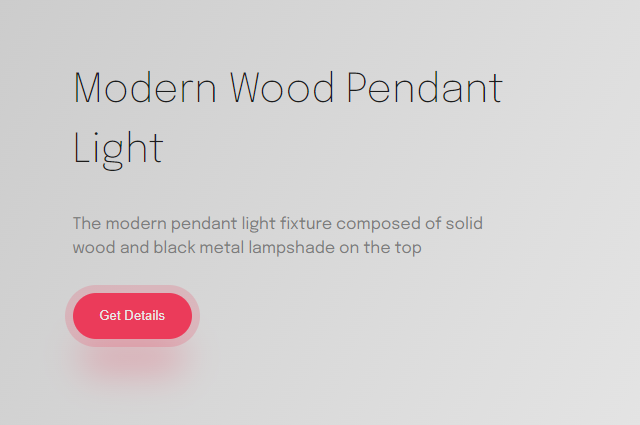 Modern Wood Pendant
Light
The modern pendant light fixture composed of solid
wood and black metal lampshade on the top
Get Details